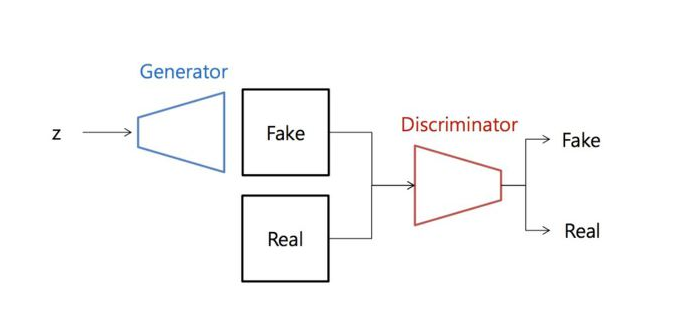 Generator
z
Fake
Discriminator
Fake
Real
Real